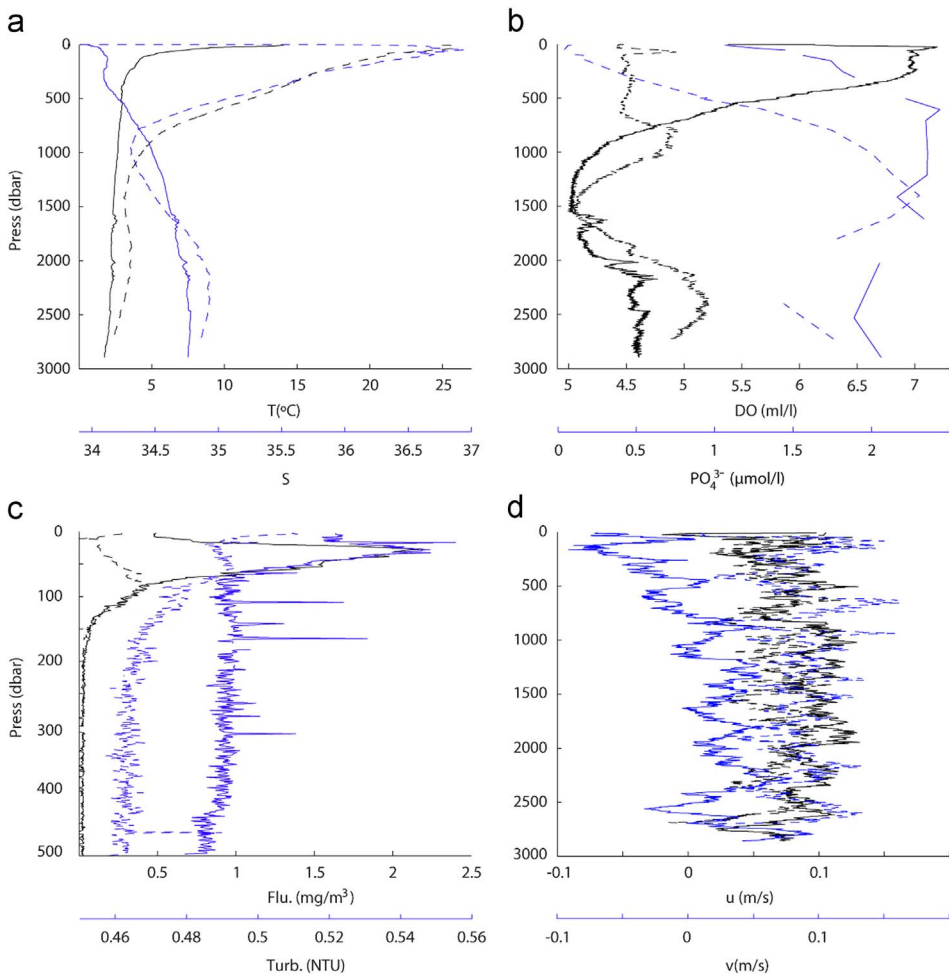 a
0
500
1000
1500
2000
2500
3000
Press (dbar)
5 10 15 20 25
T(ºC)
34 34.5 35 35.5 36 36.5 37
S
b
0
500
1000
1500
2000
2500
3000
5 4.5 5 5.5 6 6.5 7
DO (ml/l)
0 0.5 1 1.5 2
PO₄³⁻ (μmol/l)
c
0
100
200
300
400
500
Press (dbar)
0.5 1 1.5 2 2.5
Flu. (mg/m³)
0.46 0.48 0.5 0.52 0.54 0.56
Turb. (NTU)
d
0
500
1000
1500
2000
2500
3000
-0.1 0 0.1
u (m/s)
-0.1 0 0.1
v(m/s)